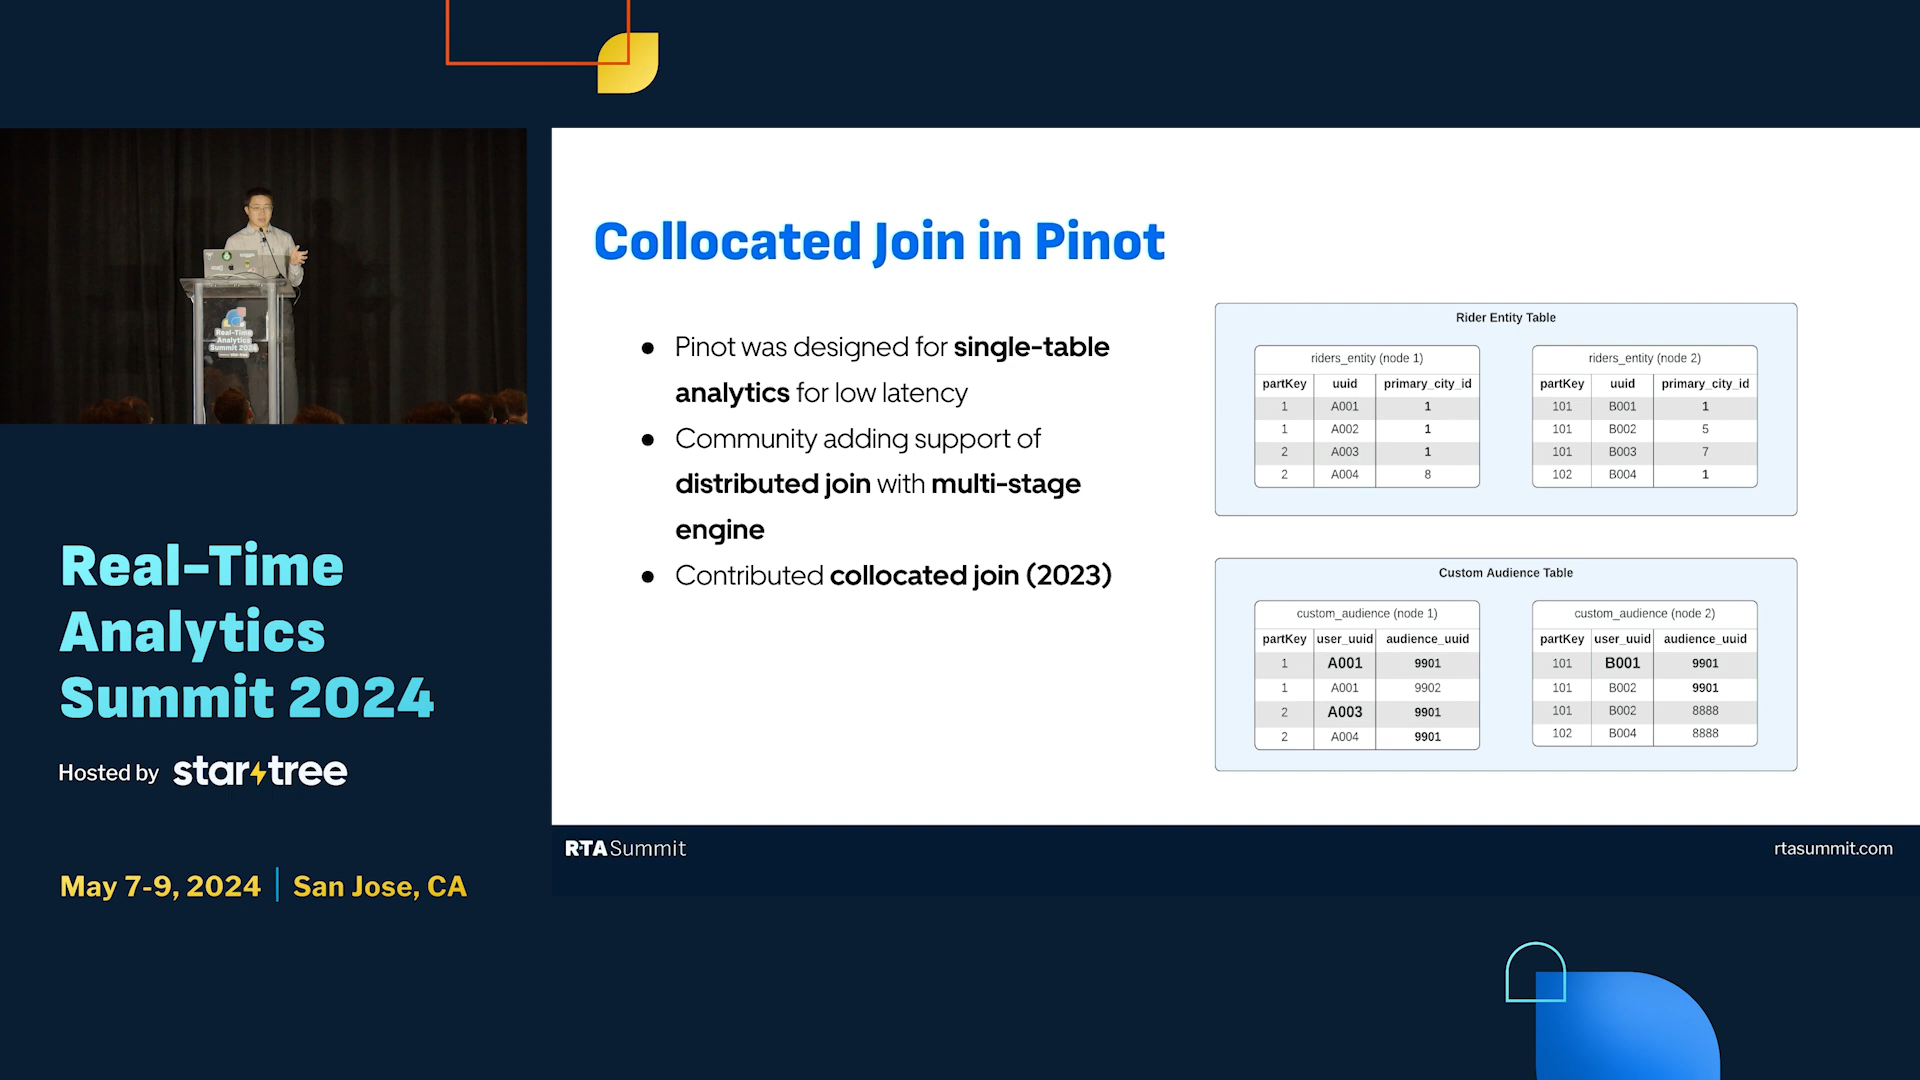 Collocated Join in Pinot
● Pinot was designed for single-table
analytics for low latency
● Community adding support of
distributed join with multi-stage
engine
● Contributed collocated join (2023)
Rider Entity Table
riders_entity (node 1)
partKey uuid primary_city_id
1 A001 1
1 A002 1
2 A003 1
2 A004 8
riders_entity (node 2)
partKey uuid primary_city_id
101 B001 1
101 B002 5
101 B003 7
102 B004 1
Custom Audience Table
custom_audience (node 1)
partKey user_uuid audience_uuid
1 A001 9901
1 A001 9902
2 A003 9901
2 A004 9901
custom_audience (node 2)
partKey user_uuid audience_uuid
101 B001 9901
101 B002 9901
101 B002 8888
102 B004 8888
Real-Time
Analytics
Summit 2024
Real-Time
Analytics
Summit 2024
Hosted by startree
May 7-9, 2024 | San Jose, CA
RTA Summit
rtasummit.com